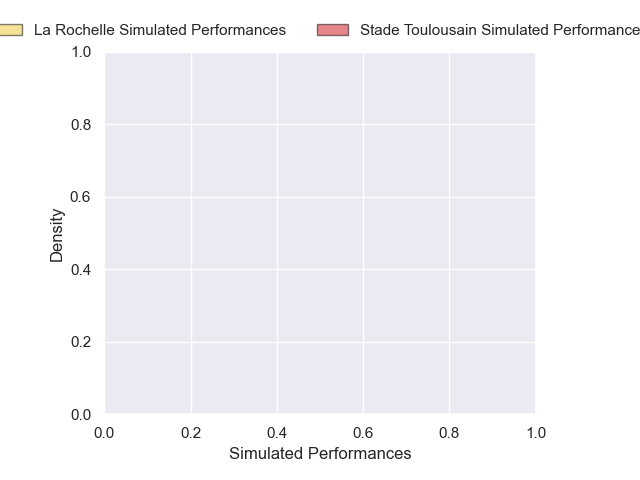 La Rochelle Simulated Performances Stade Toulousain Simulated Performance
1.0
0.8
0.6
0.4
0.2
0.0
Density
0.0 0.2 0.4 0.6 0.8 1.0
Simulated Performances